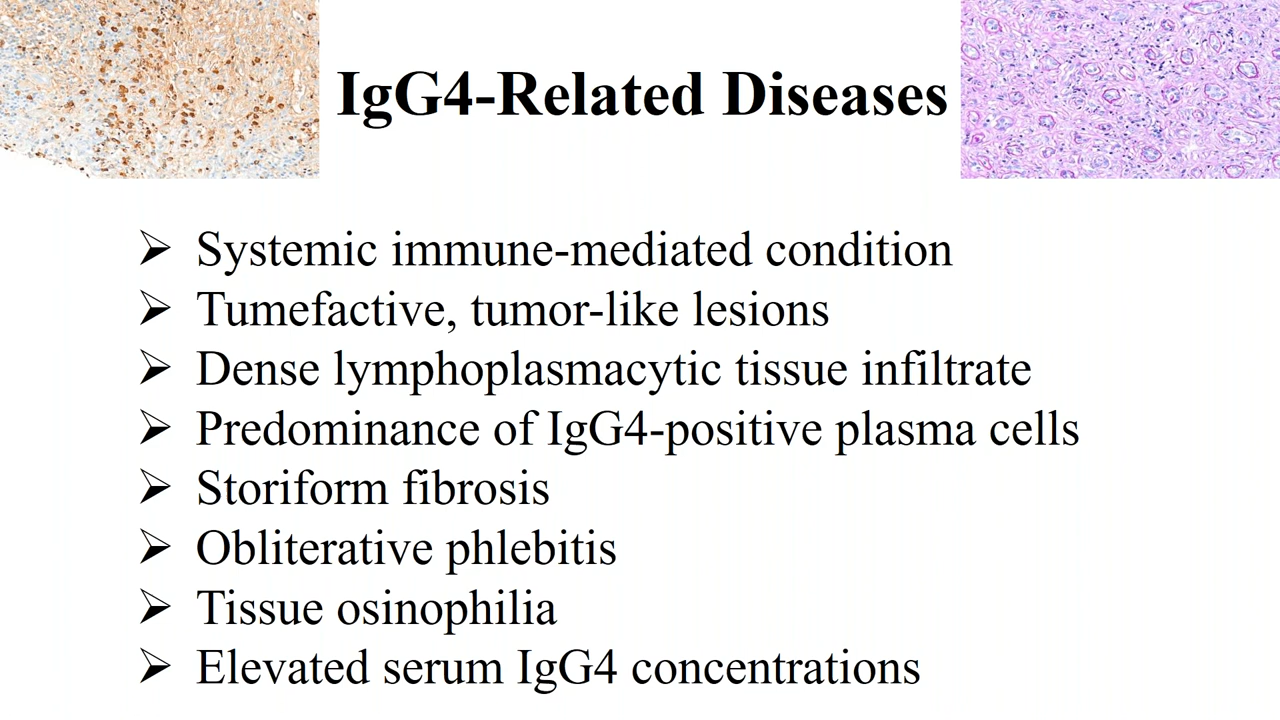 IgG4-Related Diseases
➢ Systemic immune-mediated condition
➢ Tumefactive, tumor-like lesions
➢ Dense lymphoplasmacytic tissue infiltrate
➢ Predominance of IgG4-positive plasma cells
➢ Storiform fibrosis
➢ Obliterative phlebitis
➢ Tissue osinophilia
➢ Elevated serum IgG4 concentrations